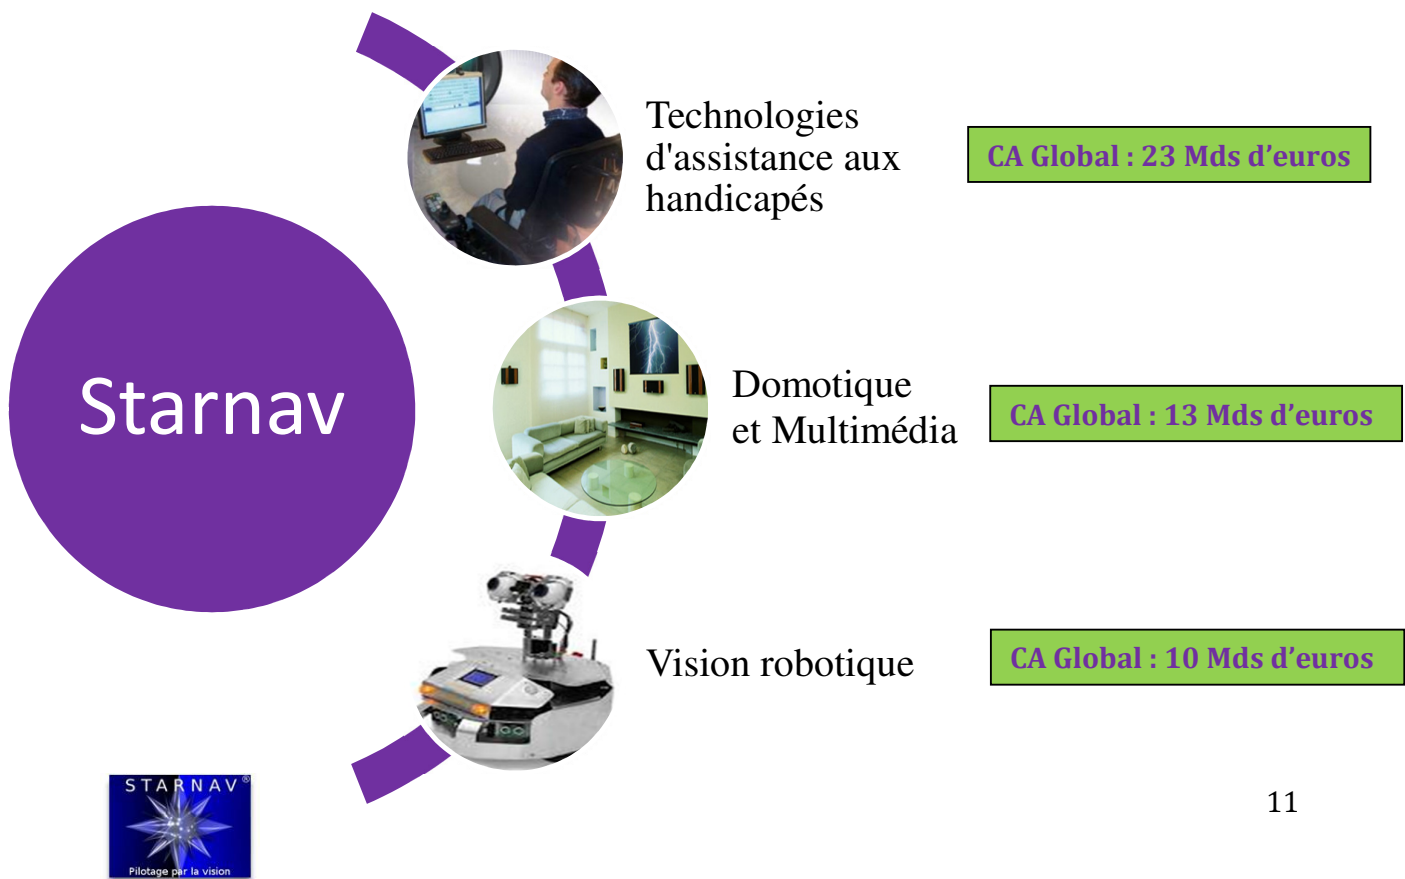 Technologies
d'assistance aux
handicapés
CA Global : 23 Mds d’euros
Starnav
Domotique
et Multimédia
CA Global : 13 Mds d’euros
Vision robotique
CA Global : 10 Mds d’euros
STARNAV®
Pilotage par la vision
11